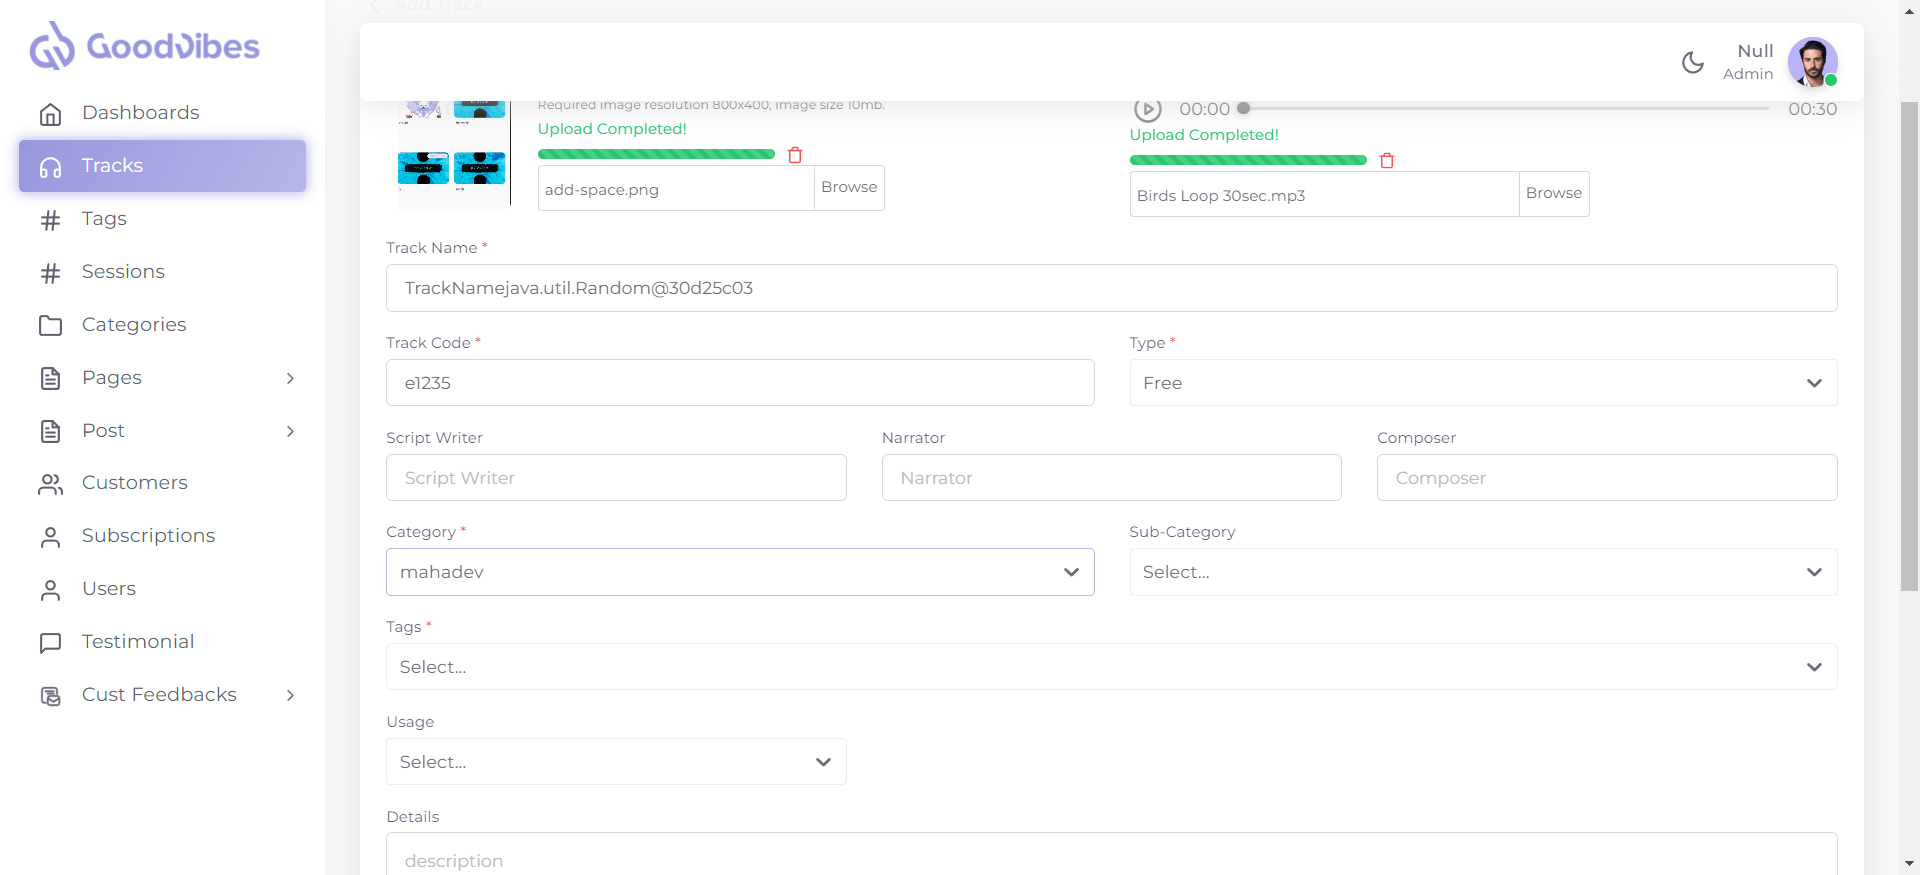 GoodVibes
Dashboards
Tracks
Tags
Sessions
Categories
Pages
Post
Customers
Subscriptions
Users
Testimonial
Cust Feedbacks
Add Track
Null
Admin
Required image resolution 800x400, image size 10mb.
Upload Completed!
add-space.png
Browse
00:00
00:30
Upload Completed!
Birds Loop 30sec.mp3
Browse
Track Name *
TrackNamejava.util.Random@30d25c03
Track Code *
e1235
Type *
Free
Script Writer
Script Writer
Narrator
Narrator
Composer
Composer
Category *
mahadev
Sub-Category
Select...
Tags *
Select...
Usage
Select...
Details
description